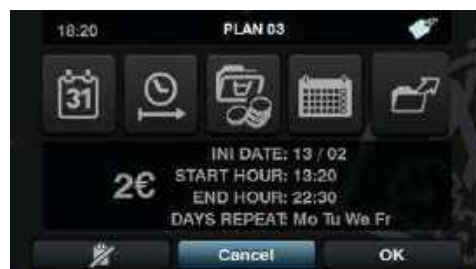 18:20 PLAN 03
31
INI DATE: 13 / 02
2€ START HOUR: 13:20
END HOUR: 22:30
DAYS REPEAT: Mo Tu We Fr
Cancel OK